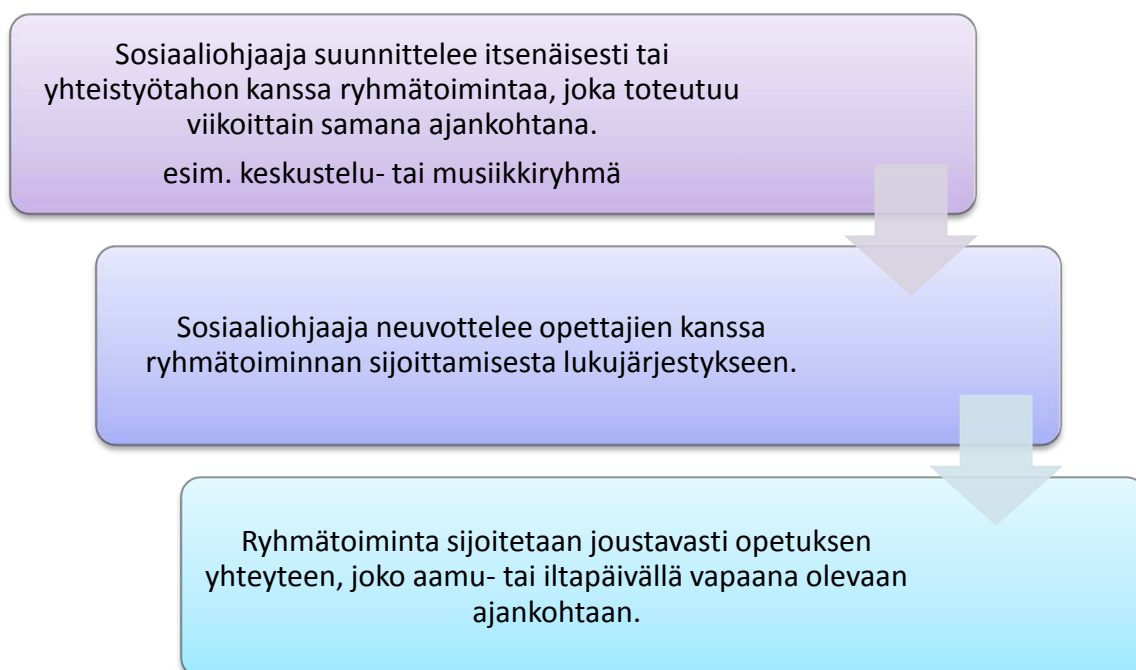 Sosiaaliohjaaja suunnittelee itsenäisesti tai
yhteistyötahon kanssa ryhmätoimintaa, joka toteutuu
viikoittain samana ajankohtana.
esim. keskustelu- tai musiikkiryhmä
Sosiaaliohjaaja neuvottelee opettajien kanssa
ryhmätoiminnan sijoittamisesta lukujärjestykseen.
Ryhmätoiminta sijoitetaan joustavasti opetuksen
yhteyteen, joko aamu- tai iltapäivällä vapaana olevaan
ajankohtaan.